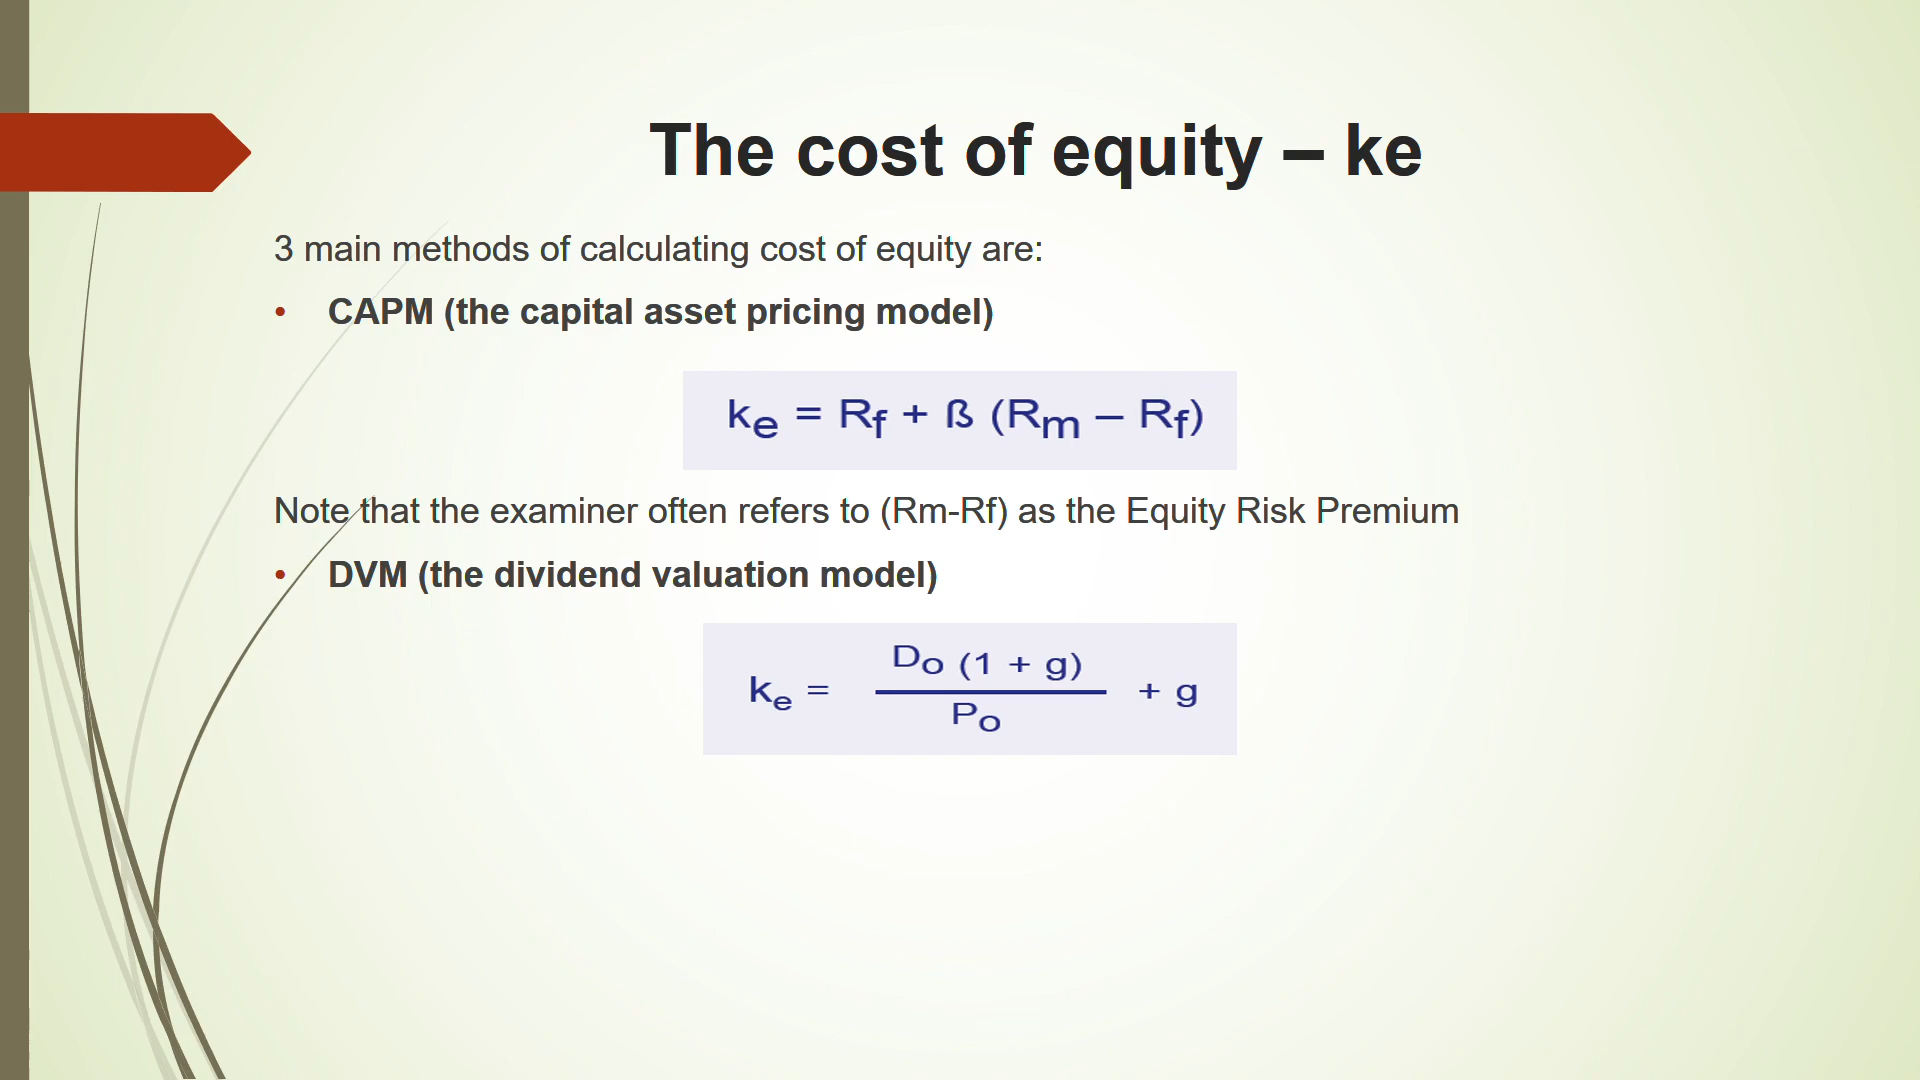 The cost of equity – ke
3 main methods of calculating cost of equity are:
• CAPM (the capital asset pricing model)
ke = Rf + ß (Rm – Rf)
Note that the examiner often refers to (Rm-Rf) as the Equity Risk Premium
• DVM (the dividend valuation model)
ke = Do (1 + g) / Po + g